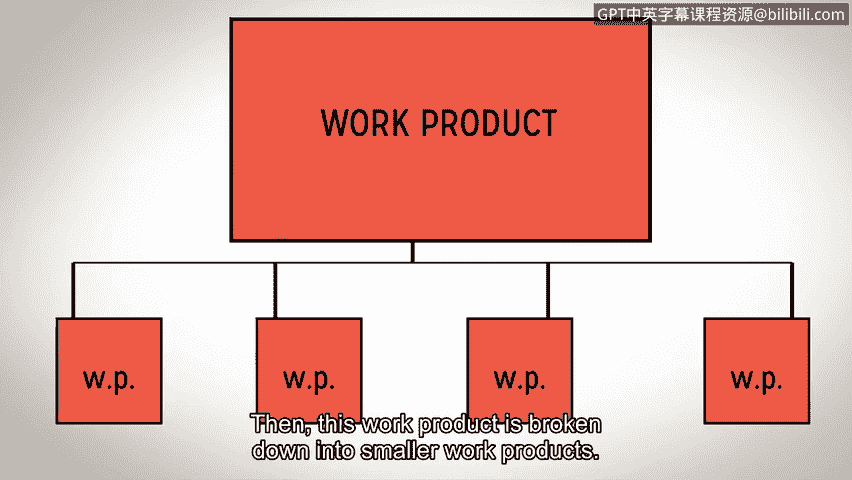 GPT中英字幕课程资源@bilibili.com
WORK PRODUCT
w.p. w.p. w.p. w.p.
Then, this work product is broken
down into smaller work products.